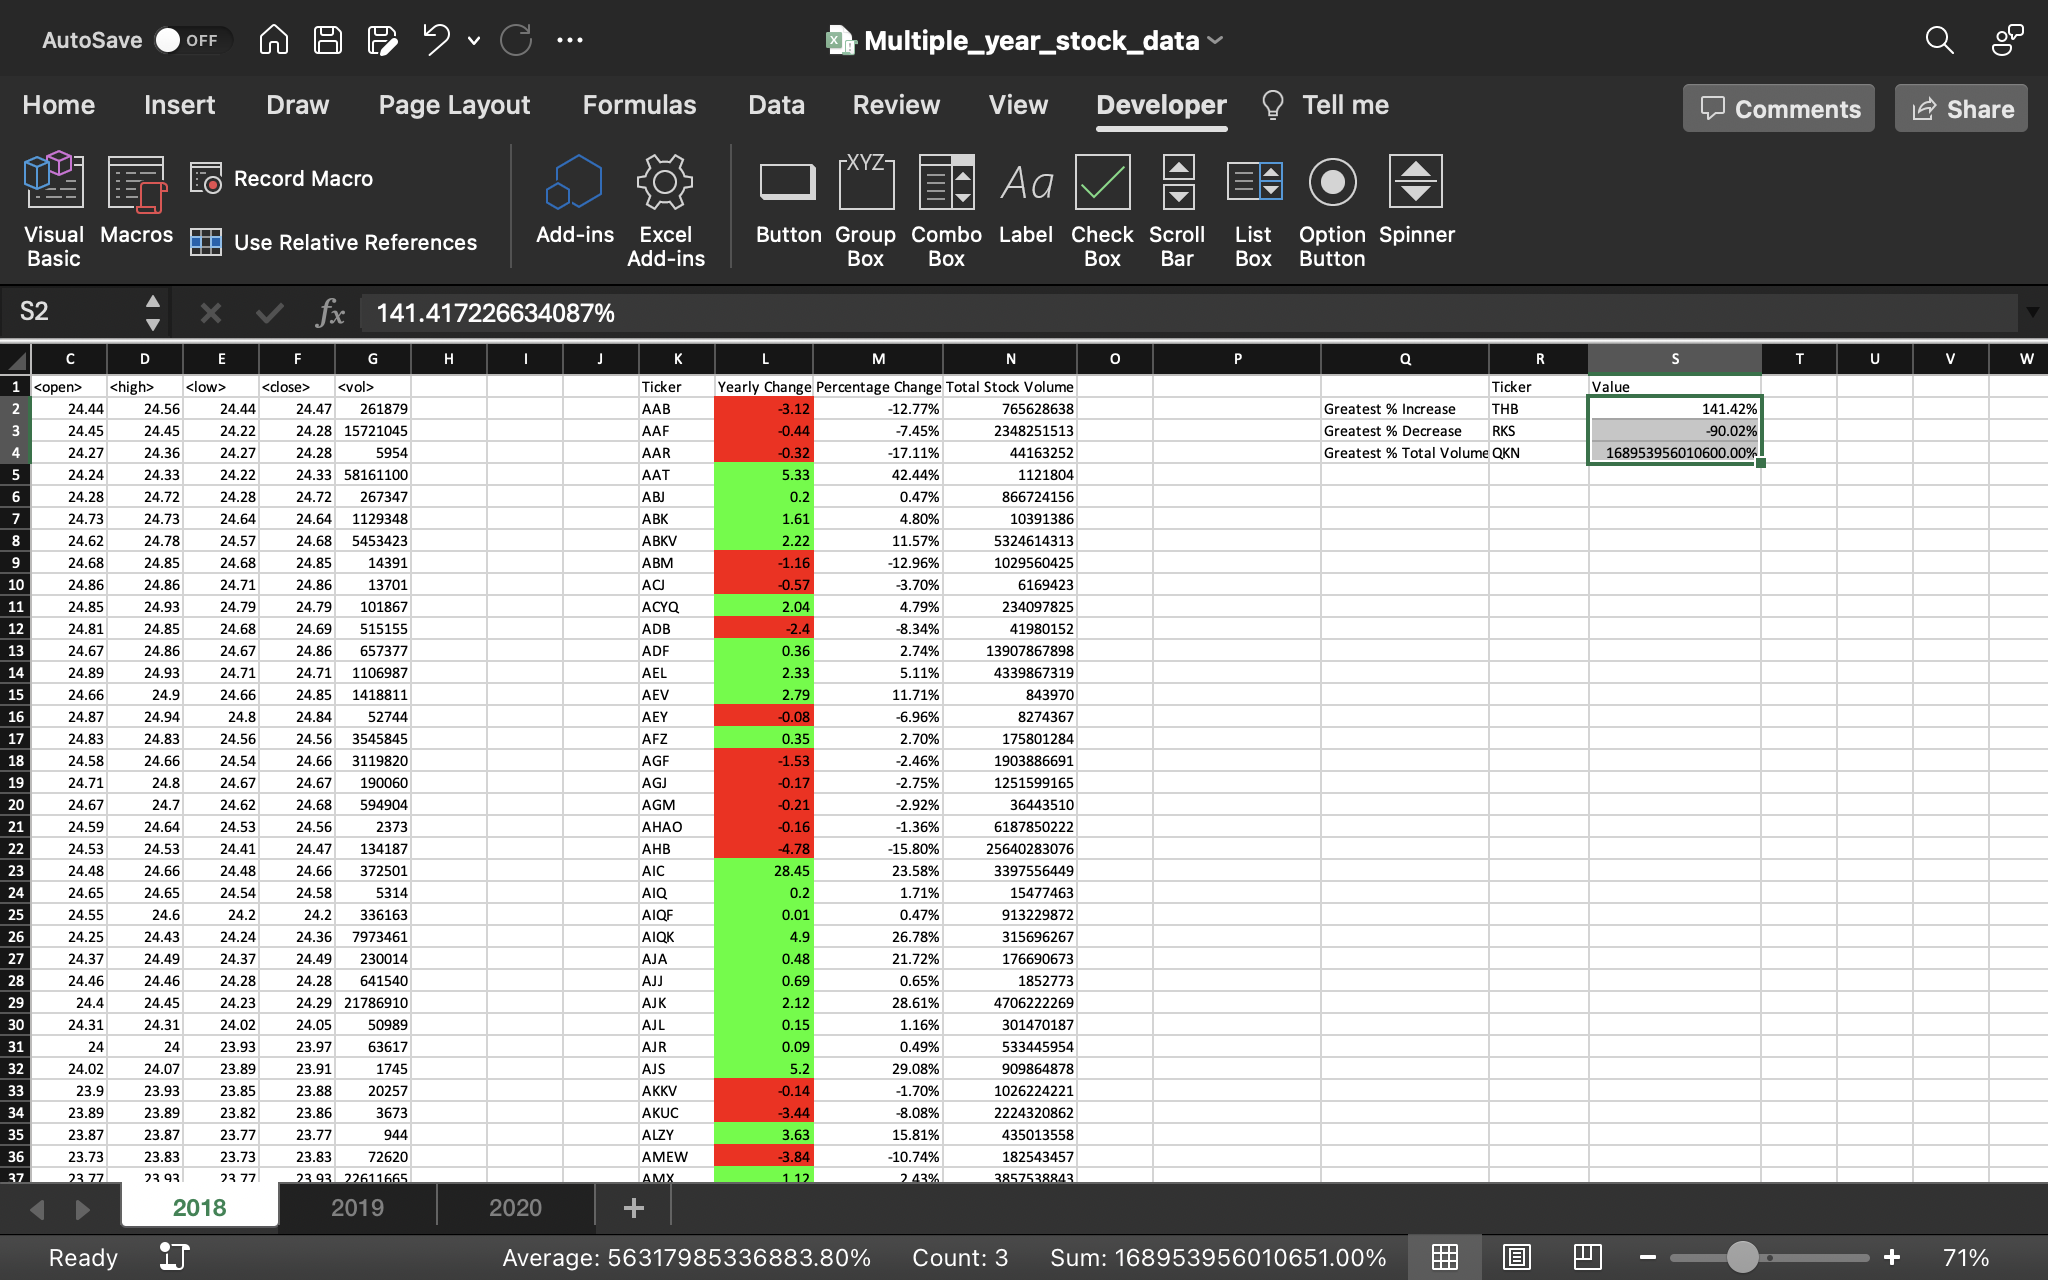 AutoSave OFF Multiple_year_stock_data
Home Insert Draw Page Layout Formulas Data Review View Developer Tell me Comments Share
Visual Basic Macros Record Macro Use Relative References Add-ins Excel Add-ins Button Group Box Combo Box Label Check Box Scroll Bar List Box Option Button Spinner
XYZ Aa
S2 fx 141.417226634087%
C D E F G H I J K L M N O P Q R S T U V W
1 <open> <high> <low> <close> <vol> Ticker Yearly Change Percentage Change Total Stock Volume Ticker Value
2 24.44 24.56 24.44 24.47 261879 AAB -3.12 -12.77% 765628638 Greatest % Increase THB 141.42%
3 24.45 24.45 24.22 24.28 15721045 AAF -0.44 -7.45% 2348251513 Greatest % Decrease RKS -90.02%
4 24.27 24.36 24.27 24.28 5954 AAR -0.32 -17.11% 44163252 Greatest % Total Volume QKN 168953956010600.00%
5 24.24 24.33 24.22 24.33 58161100 AAT 5.33 42.44% 1121804
6 24.28 24.72 24.28 24.72 267347 ABJ 0.2 0.47% 866724156
7 24.73 24.73 24.64 24.64 1129348 ABK 1.61 4.80% 10391386
8 24.62 24.78 24.57 24.68 5453423 ABKV 2.22 11.57% 5324614313
9 24.68 24.85 24.68 24.85 14391 ABM -1.16 -12.96% 1029560425
10 24.86 24.86 24.71 24.86 13701 ACJ -0.57 -3.70% 6169423
11 24.85 24.93 24.79 24.79 101867 ACYQ 2.04 4.79% 234097825
12 24.81 24.85 24.68 24.69 515155 ADB -2.4 -8.34% 41980152
13 24.67 24.86 24.67 24.86 657377 ADF 0.36 2.74% 13907867898
14 24.89 24.93 24.71 24.71 1106987 AEL 2.33 5.11% 4339867319
15 24.66 24.9 24.66 24.85 1418811 AEV 2.79 11.71% 843970
16 24.87 24.94 24.8 24.84 52744 AEY -0.08 -6.96% 8274367
17 24.83 24.83 24.56 24.56 3545845 AFZ 0.35 2.70% 175801284
18 24.58 24.66 24.54 24.66 3119820 AGF -1.53 -2.46% 1903886691
19 24.71 24.8 24.67 24.67 190060 AGJ -0.17 -2.75% 1251599165
20 24.67 24.7 24.62 24.68 594904 AGM -0.21 -2.92% 36443510
21 24.59 24.64 24.53 24.56 2373 AHAO -0.16 -1.36% 6187850222
22 24.53 24.53 24.41 24.47 134187 AHB -4.78 -15.80% 25640283076
23 24.48 24.66 24.48 24.66 372501 AIC 28.45 23.58% 3397556449
24 24.65 24.65 24.54 24.58 5314 AIQ 0.2 1.71% 15477463
25 24.55 24.6 24.2 24.2 336163 AIQF 0.01 0.47% 913229872
26 24.25 24.43 24.24 24.36 7973461 AIQK 4.9 26.78% 315696267
27 24.37 24.49 24.37 24.49 230014 AJA 0.48 21.72% 176690673
28 24.46 24.46 24.28 24.28 641540 AJJ 0.69 0.65% 1852773
29 24.4 24.45 24.23 24.29 21786910 AJK 2.12 28.61% 4706222269
30 24.31 24.31 24.02 24.05 50989 AJL 0.15 1.16% 301470187
31 24 24 23.93 23.97 63617 AJR 0.09 0.49% 533445954
32 24.02 24.07 23.89 23.91 1745 AJS 5.2 29.08% 909864878
33 23.9 23.93 23.85 23.88 20257 AKKV -0.14 -1.70% 1026224221
34 23.89 23.89 23.82 23.86 3673 AKUC -3.44 -8.08% 2224320862
35 23.87 23.87 23.77 23.77 944 ALZY 3.63 15.81% 435013558
36 23.73 23.83 23.73 23.83 72620 AMEW -3.84 -10.74% 182543457
37 23.77 23.93 23.77 23.93 22611665 AMX 1.12 2.43% 3857538843
2018 2019 2020 +
Ready Average: 56317985336883.80% Count: 3 Sum: 168953956010651.00% 71%